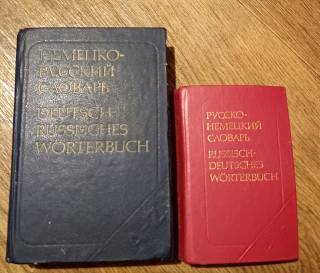 НЕМЕЦКО-
РУССКИЙ
СЛОВАРЬ
DEUTSCH-
RUSSISCHES
WÖRTERBUCH
РУССКО-
НЕМЕЦКИЙ
СЛОВАРЬ
RUSSISCH-
DEUTSCHES
WÖRTERBUCH